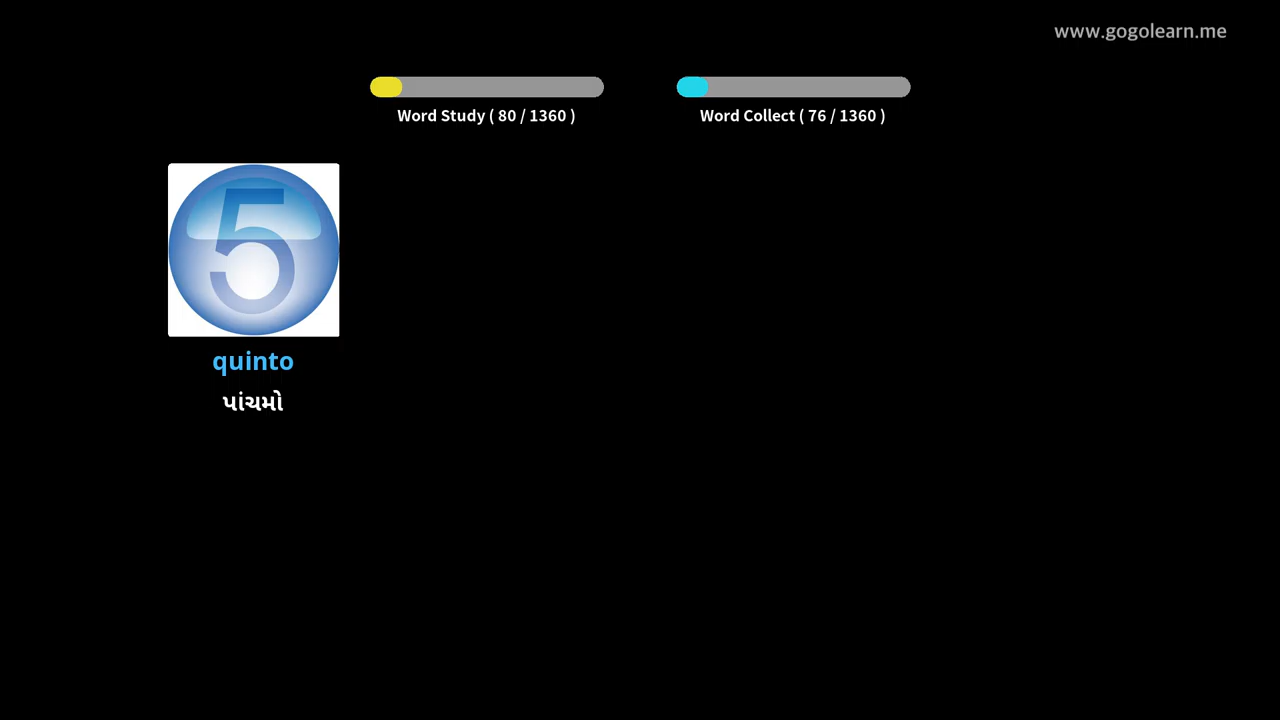 www.gogolearn.me
Word Study ( 80 / 1360 )
Word Collect ( 76 / 1360 )
5
quinto
પાંચમો